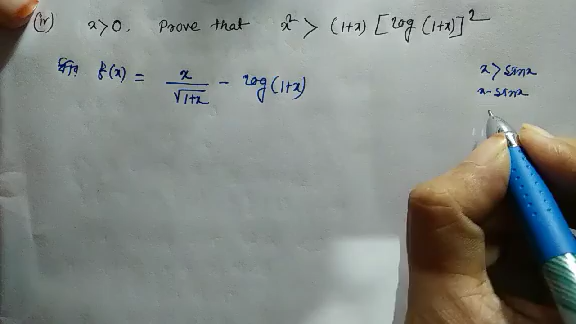 (iv) x>0. Prove that x² > (1+x) [log (1+x)]²
f(x) = x/√1+x - log (1+x)
x > sinx
x - sinx